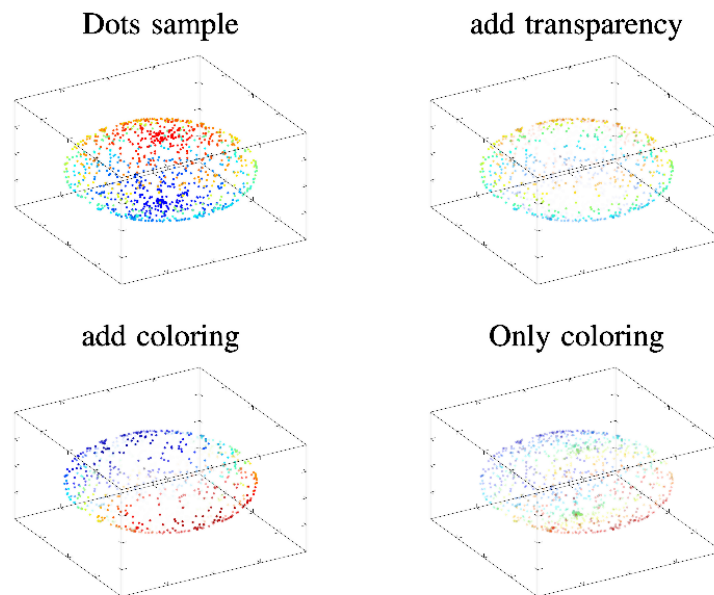 Dots sample
add transparency
add coloring
Only coloring